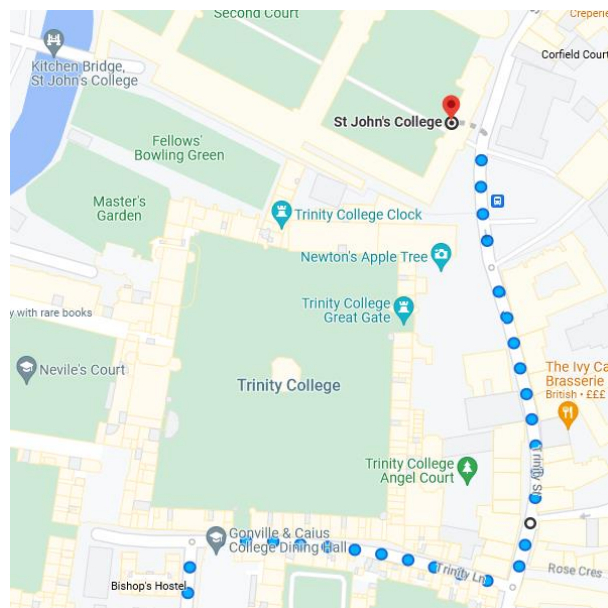 Second Court
Creperie
Corfield Court
Kitchen Bridge,
St John's College
St John's College
Fellows'
Bowling Green
Master's
Garden
Trinity College Clock
Newton's Apple Tree
Trinity College
Great Gate
y with rare books
Nevile's Court
Trinity College
The Ivy Ca
Brasserie
British • £££
Trinity College
Angel Court
Trinity St
Gonville & Caius
College Dining Hall
Trinity Ln
Rose Cres
Bishop's Hostel